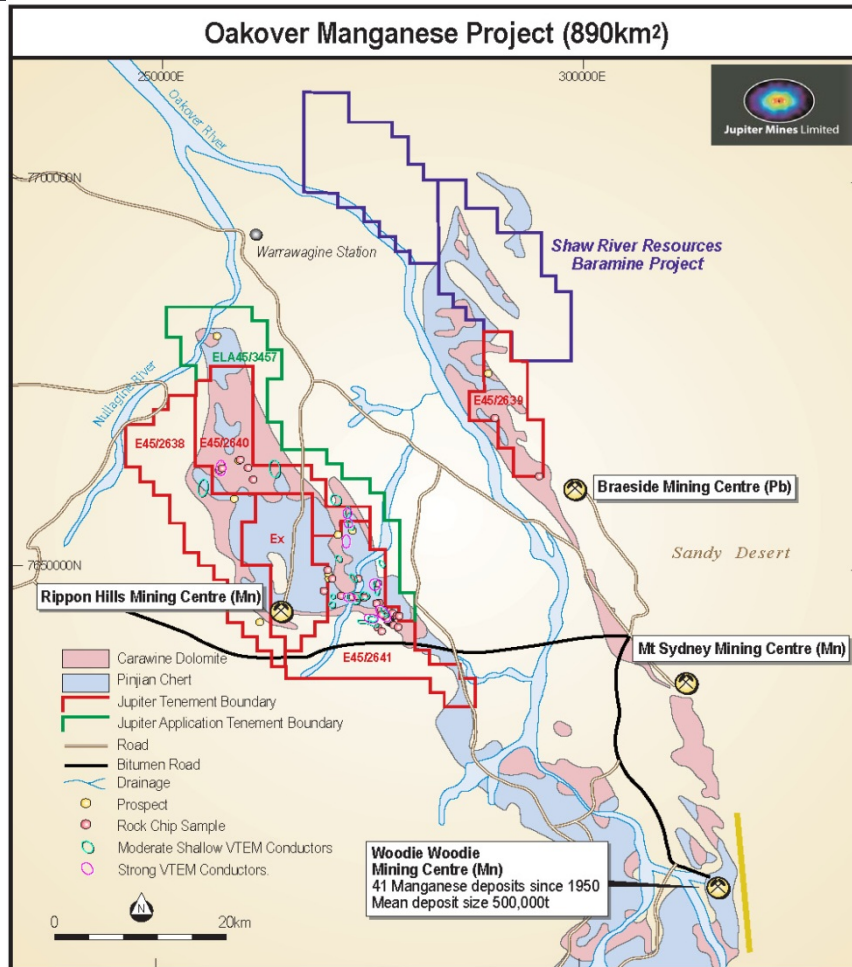 Oakover Manganese Project (890km²)
250000E
300000E
Oakover River
Jupiter Mines Limited
7700000N
Warrawagine Station
Shaw River Resources
Baramine Project
Nullagine River
ELA45/3457
E45/2638
E45/2640
E45/2639
Braeside Mining Centre (Pb)
Ex
Sandy Desert
7650000N
Rippon Hills Mining Centre (Mn)
Mt Sydney Mining Centre (Mn)
E45/2641
Carawine Dolomite
Pinjian Chert
Jupiter Tenement Boundary
Jupiter Application Tenement Boundary
Road
Bitumen Road
Drainage
Prospect
Rock Chip Sample
Moderate Shallow VTEM Conductors
Strong VTEM Conductors.
Woodie Woodie
Mining Centre (Mn)
41 Manganese deposits since 1950
Mean deposit size 500,000t
N
0
20km